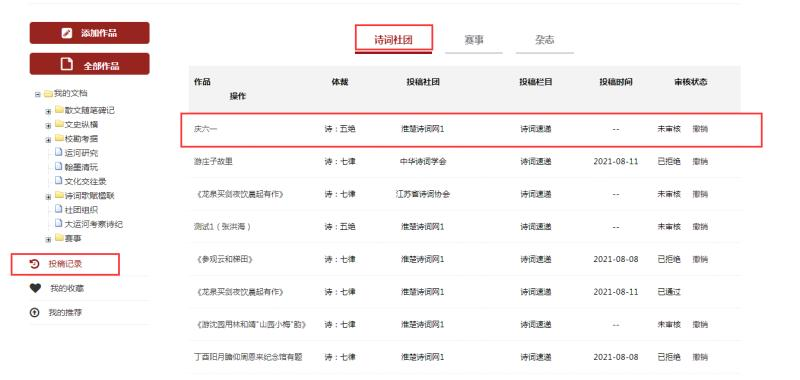 添加作品
全部作品
我的文档
散文随笔碑记
文史纵横
校勘考据
运河研究
翰墨清玩
文化交往录
诗词歌赋楹联
社团组织
大运河考察诗纪
赛事
投稿记录
我的收藏
我的推荐
诗词社团 赛事 杂志
作品 体裁 投稿社团 投稿栏目 投稿时间 审核状态
操作
庆六一 诗：五绝 淮楚诗词网1 诗词速递 -- 未审核 撤销
游庄子故里 诗：七律 中华诗词学会 诗词速递 2021-08-11 已拒绝 撤销
《龙泉买剑夜饮晨起有作》 诗：七律 江苏省诗词协会 诗词速递 -- 未审核 撤销
测试1（张洪海） 诗：五绝 淮楚诗词网1 诗词速递 -- 未审核 撤销
《参观云和梯田》 诗：七律 淮楚诗词网1 诗词速递 2021-08-08 已拒绝 撤销
《龙泉买剑夜饮晨起有作》 诗：七律 淮楚诗词网1 诗词速递 2021-08-11 已通过
《游沈园用林和靖"山园小梅"韵》 诗：七律 淮楚诗词网1 诗词速递 -- 未审核 撤销
丁酉阳月瞻仰周恩来纪念馆有题 诗：七律 淮楚诗词网1 诗词速递 2021-08-08 已拒绝 撤销